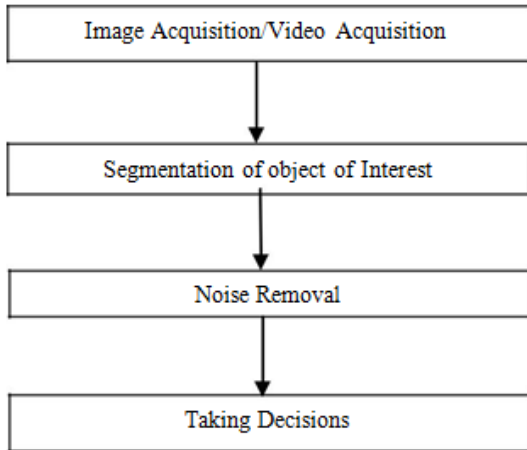 Image Acquisition/Video Acquisition
Segmentation of object of Interest
Noise Removal
Taking Decisions